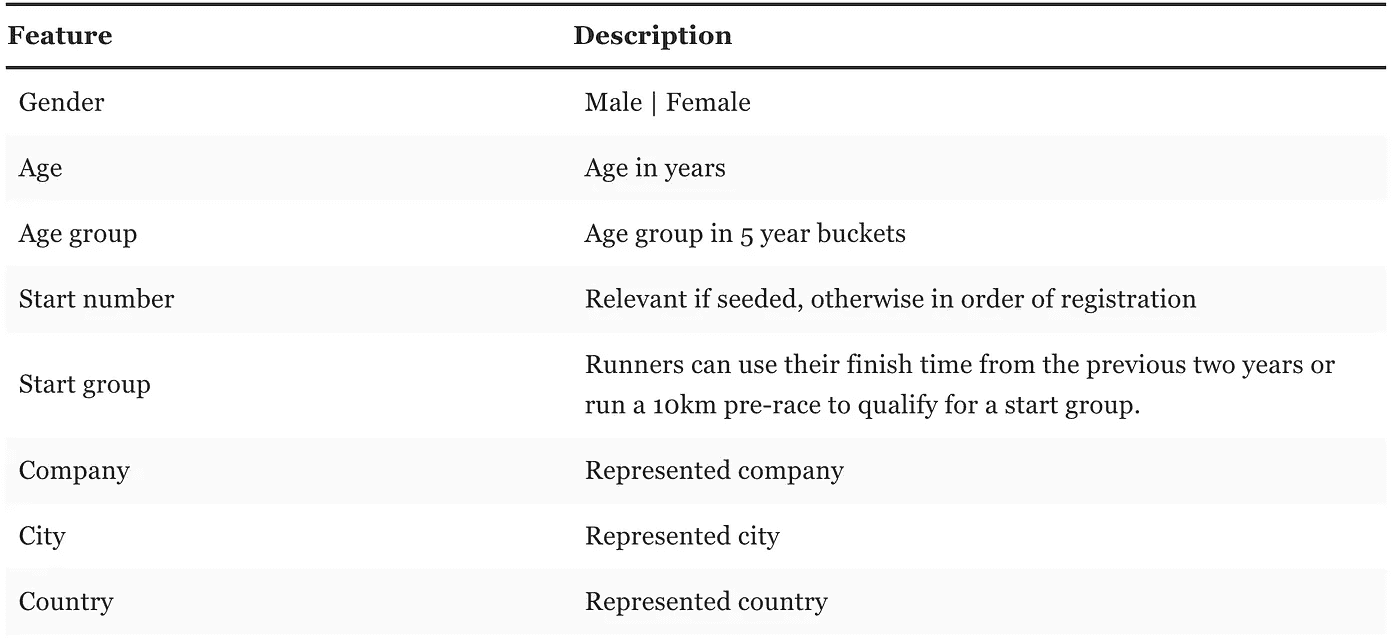 Feature Description
Gender Male | Female
Age Age in years
Age group Age group in 5 year buckets
Start number Relevant if seeded, otherwise in order of registration
Start group Runners can use their finish time from the previous two years or
run a 10km pre-race to qualify for a start group.
Company Represented company
City Represented city
Country Represented country